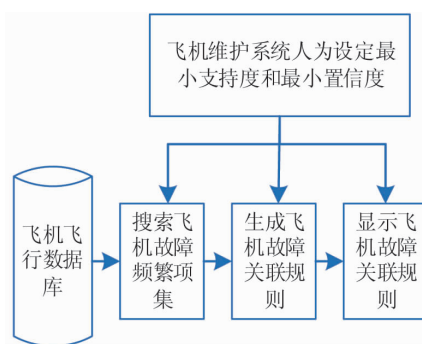 飞机维护系统人为设定最
小支持度和最小置信度
飞机飞
行数据
库
搜索飞
机故障
频繁项
集
生成飞
机故障
关联规
则
显示飞
机故障
关联规
则